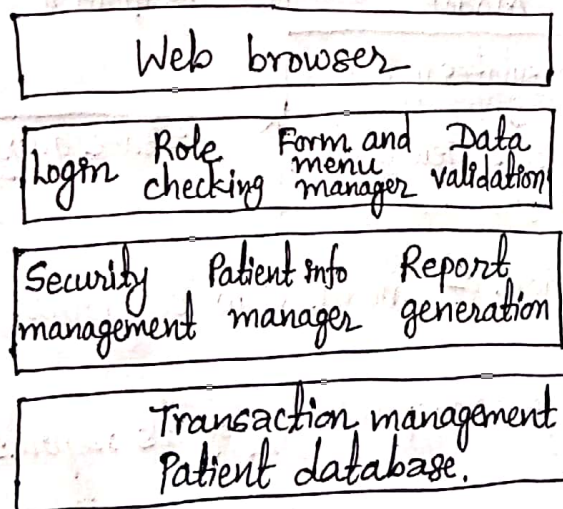 Web browser
Login Role checking Form and menu manager Data validation
Security management Patient info manager Report generation
Transaction management
Patient database.